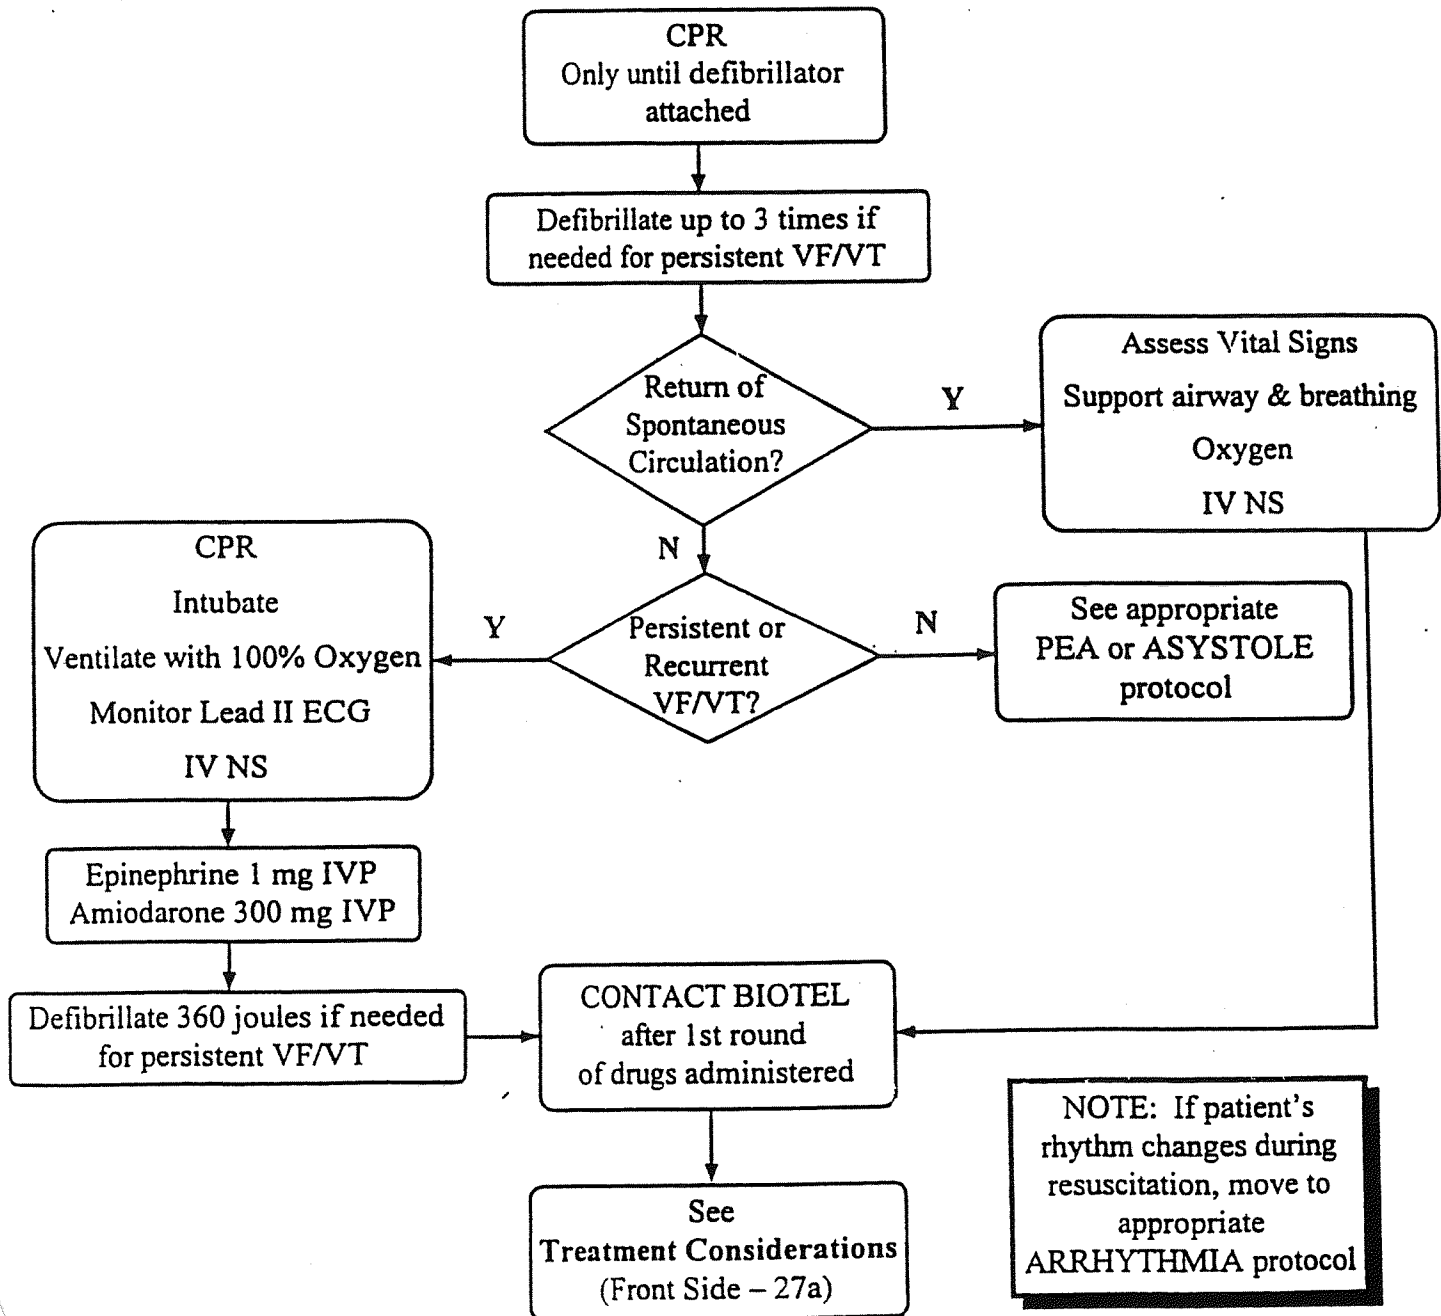 CPR
Only until defibrillator
attached
Defibrillate up to 3 times if
needed for persistent VF/VT
Return of
Spontaneous
Circulation?
Y
Assess Vital Signs
Support airway & breathing
Oxygen
IV NS
N
Persistent or
Recurrent
VF/VT?
N
See appropriate
PEA or ASYSTOLE
protocol
Y
CPR
Intubate
Ventilate with 100% Oxygen
Monitor Lead II ECG
IV NS
Epinephrine 1 mg IVP
Amiodarone 300 mg IVP
Defibrillate 360 joules if needed
for persistent VF/VT
CONTACT BIOTEL
after 1st round
of drugs administered
See
Treatment Considerations
(Front Side – 27a)
NOTE: If patient's
rhythm changes during
resuscitation, move to
appropriate
ARRHYTHMIA protocol